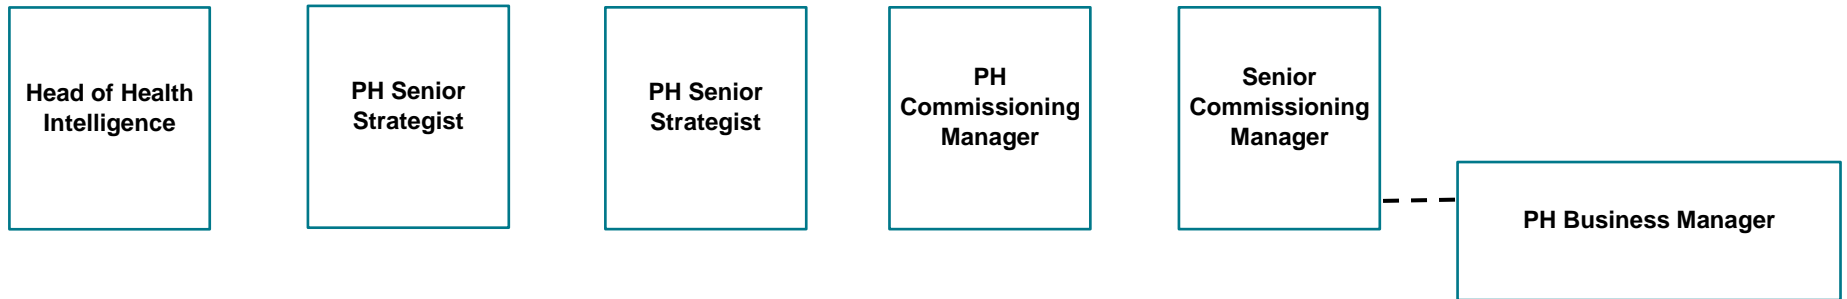 Head of Health
Intelligence
PH Senior
Strategist
PH Senior
Strategist
PH
Commissioning
Manager
Senior
Commissioning
Manager
PH Business Manager